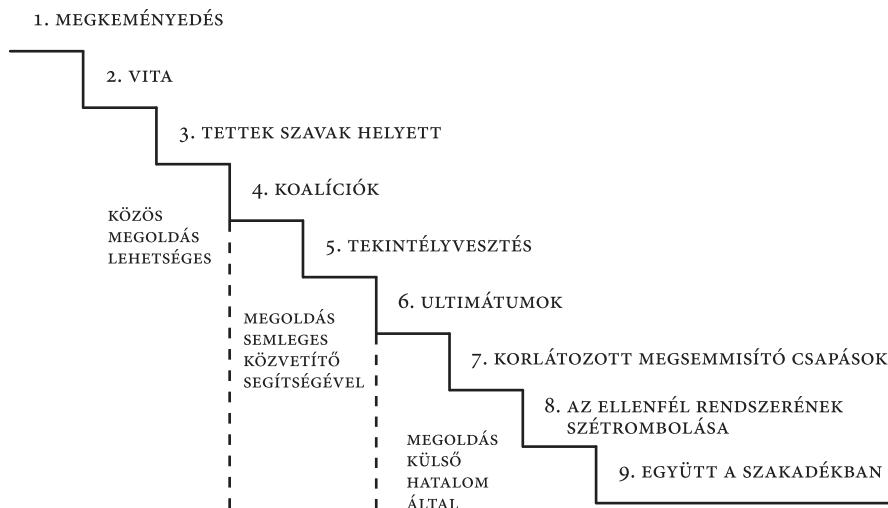 1. MEGKEMÉNYEDÉS
2. VITA
3. TETTEK SZAVAK HELYETT
4. KOALÍCIÓK
KÖZÖS
MEGOLDÁS
LEHETSÉGES
5. TEKINTÉLYVESZTÉS
6. ULTIMÁTUMOK
MEGOLDÁS
SEMLEGES
KÖZVETÍTŐ
SEGÍTSÉGÉVEL
7. KORLÁTOZOTT MEGSEMMISÍTÓ CSAPÁSOK
8. AZ ELLENFÉL RENDSZERÉNEK
SZÉTROMBOLÁSA
MEGOLDÁS
KÜLSŐ
HATALOM
ÁLTAL
9. EGYÜTT A SZAKADÉKBAN